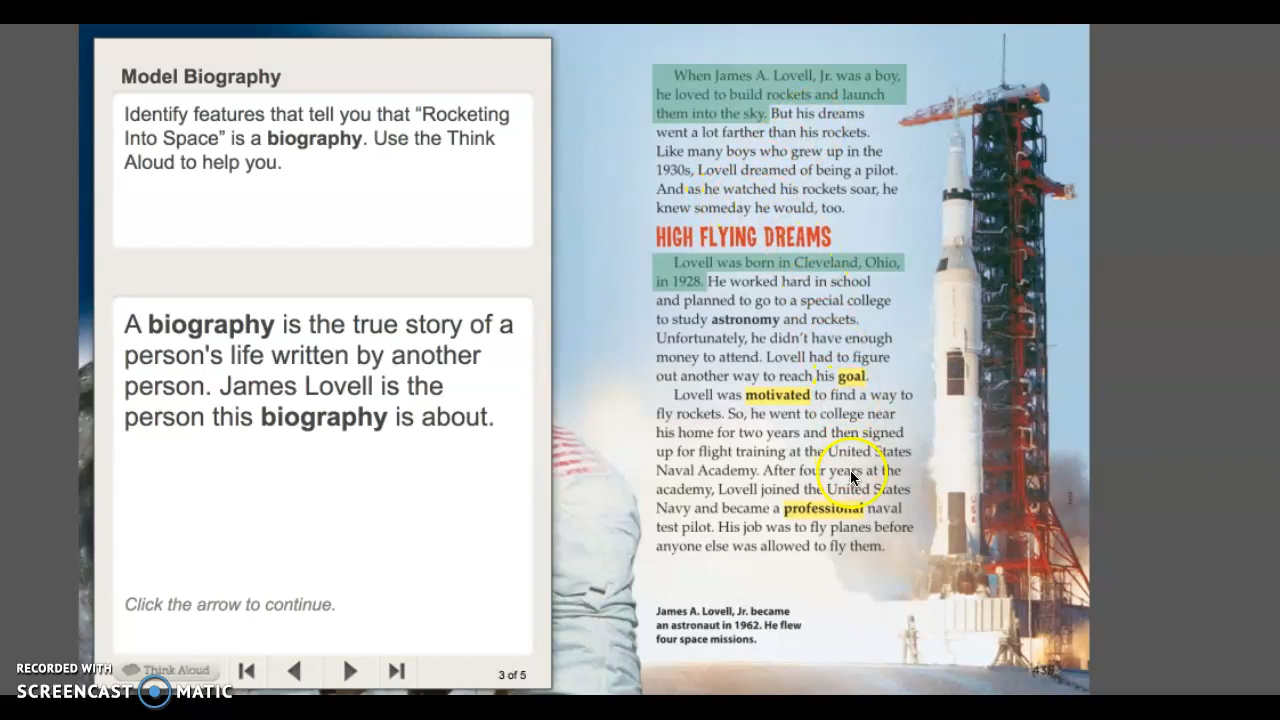 Model Biography
Identify features that tell you that “Rocketing
Into Space” is a biography. Use the Think
Aloud to help you.
A biography is the true story of a
person's life written by another
person. James Lovell is the
person this biography is about.
Click the arrow to continue.
Think Aloud
3 of 5
When James A. Lovell, Jr. was a boy,
he loved to build rockets and launch
them into the sky. But his dreams
went a lot farther than his rockets.
Like many boys who grew up in the
1930s, Lovell dreamed of being a pilot.
And as he watched his rockets soar, he
knew someday he would, too.
HIGH FLYING DREAMS
Lovell was born in Cleveland, Ohio,
in 1928. He worked hard in school
and planned to go to a special college
to study astronomy and rockets.
Unfortunately, he didn’t have enough
money to attend. Lovell had to figure
out another way to reach his goal.
Lovell was motivated to find a way to
fly rockets. So, he went to college near
his home for two years and then signed
up for flight training at the United States
Naval Academy. After four years at the
academy, Lovell joined the United States
Navy and became a professional naval
test pilot. His job was to fly planes before
anyone else was allowed to fly them.
James A. Lovell, Jr. became
an astronaut in 1962. He flew
four space missions.
RECORDED WITH
SCREENCAST MATIC